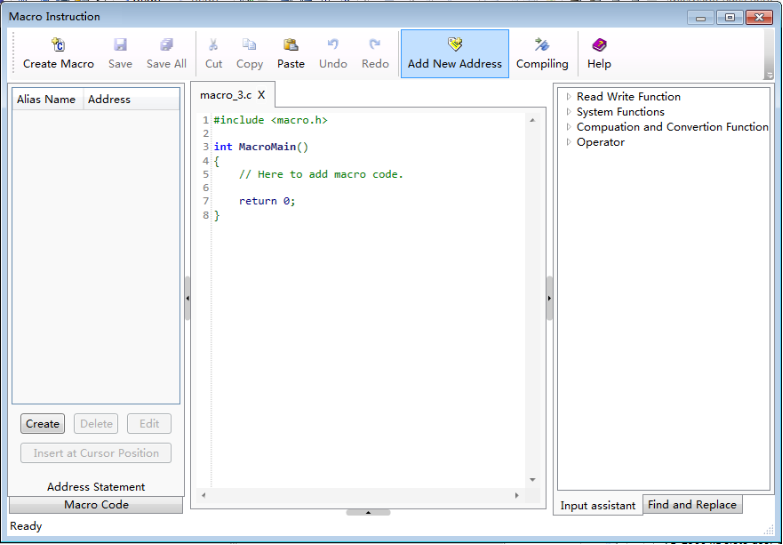 Macro Instruction
Create Macro Save Save All Cut Copy Paste Undo Redo Add New Address Compiling Help
Alias Name Address
macro_3.c X
1 #include <macro.h>
2
3 int MacroMain()
4 {
5 // Here to add macro code.
6
7 return 0;
8 }
Read Write Function
System Functions
Compuation and Convertion Function
Operator
Create Delete Edit
Insert at Cursor Position
Address Statement
Macro Code
Input assistant Find and Replace
Ready